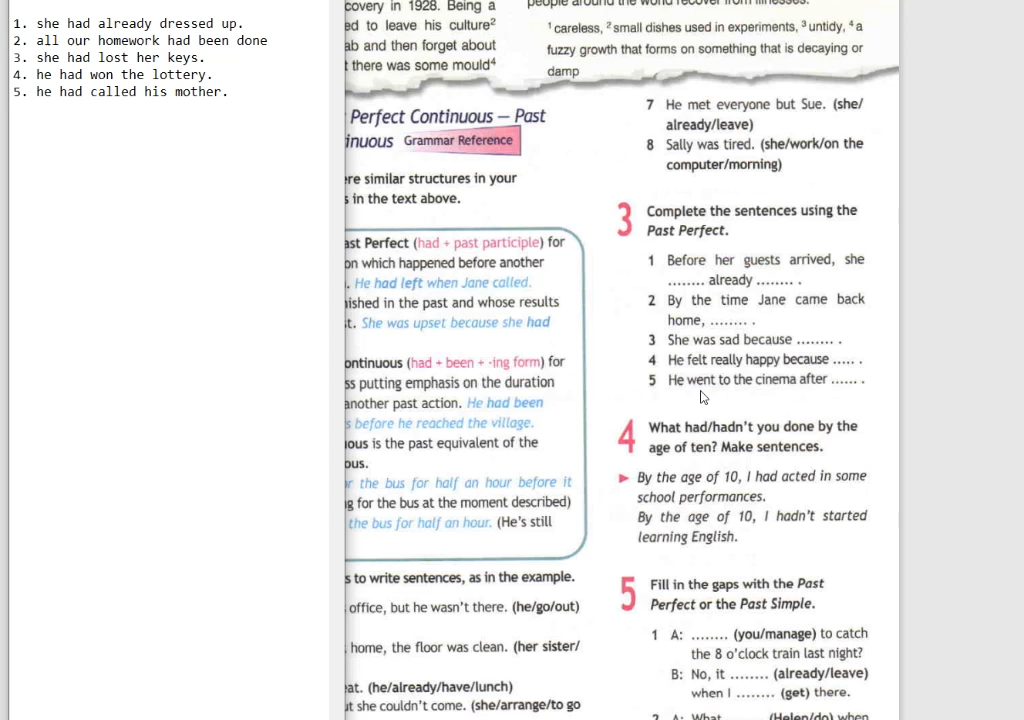 1. she had already dressed up.
2. all our homework had been done
3. she had lost her keys.
4. he had won the lottery.
5. he had called his mother.
covery in 1928. Being a
ed to leave his culture²
ab and then forget about
t there was some mould⁴
people around the world recover from illnesses.
¹ careless, ² small dishes used in experiments, ³ untidy, ⁴ a
fuzzy growth that forms on something that is decaying or
damp
Perfect Continuous – Past
inuous Grammar Reference
ere similar structures in your
s in the text above.
ast Perfect (had + past participle) for
on which happened before another
. He had left when Jane called.
nished in the past and whose results
t. She was upset because she had
ontinuous (had + been + -ing form) for
ss putting emphasis on the duration
another past action. He had been
s before he reached the village.
ous is the past equivalent of the
ous.
r the bus for half an hour before it
g for the bus at the moment described)
the bus for half an hour. (He's still
s to write sentences, as in the example.
office, but he wasn't there. (he/go/out)
home, the floor was clean. (her sister/
eat. (he/already/have/lunch)
ut she couldn't come. (she/arrange/to go
7 He met everyone but Sue. (she/
already/leave)
8 Sally was tired. (she/work/on the
computer/morning)
3 Complete the sentences using the
Past Perfect.
1 Before her guests arrived, she
........ already ........ .
2 By the time Jane came back
home, ........ .
3 She was sad because ........ .
4 He felt really happy because ..... .
5 He went to the cinema after ...... .
4 What had/hadn't you done by the
age of ten? Make sentences.
► By the age of 10, I had acted in some
school performances.
By the age of 10, I hadn't started
learning English.
5 Fill in the gaps with the Past
Perfect or the Past Simple.
1 A: ........ (you/manage) to catch
the 8 o'clock train last night?
B: No, it ........ (already/leave)
when I ........ (get) there.
2 A: What ........ (Helen/do) when